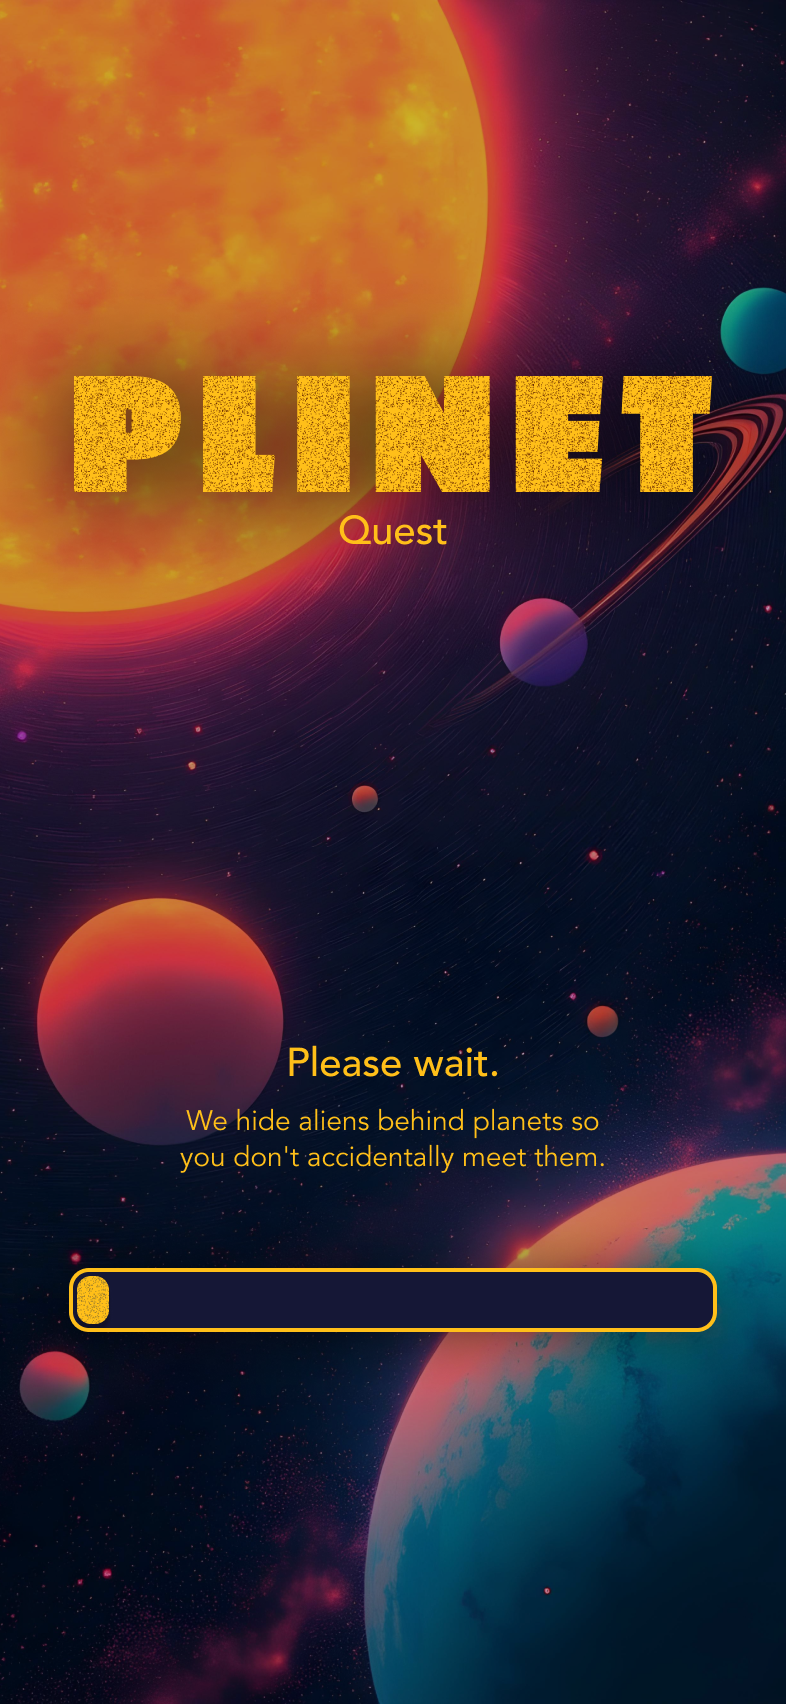 PLINET
Quest
Please wait.
We hide aliens behind planets so
you don't accidentally meet them.